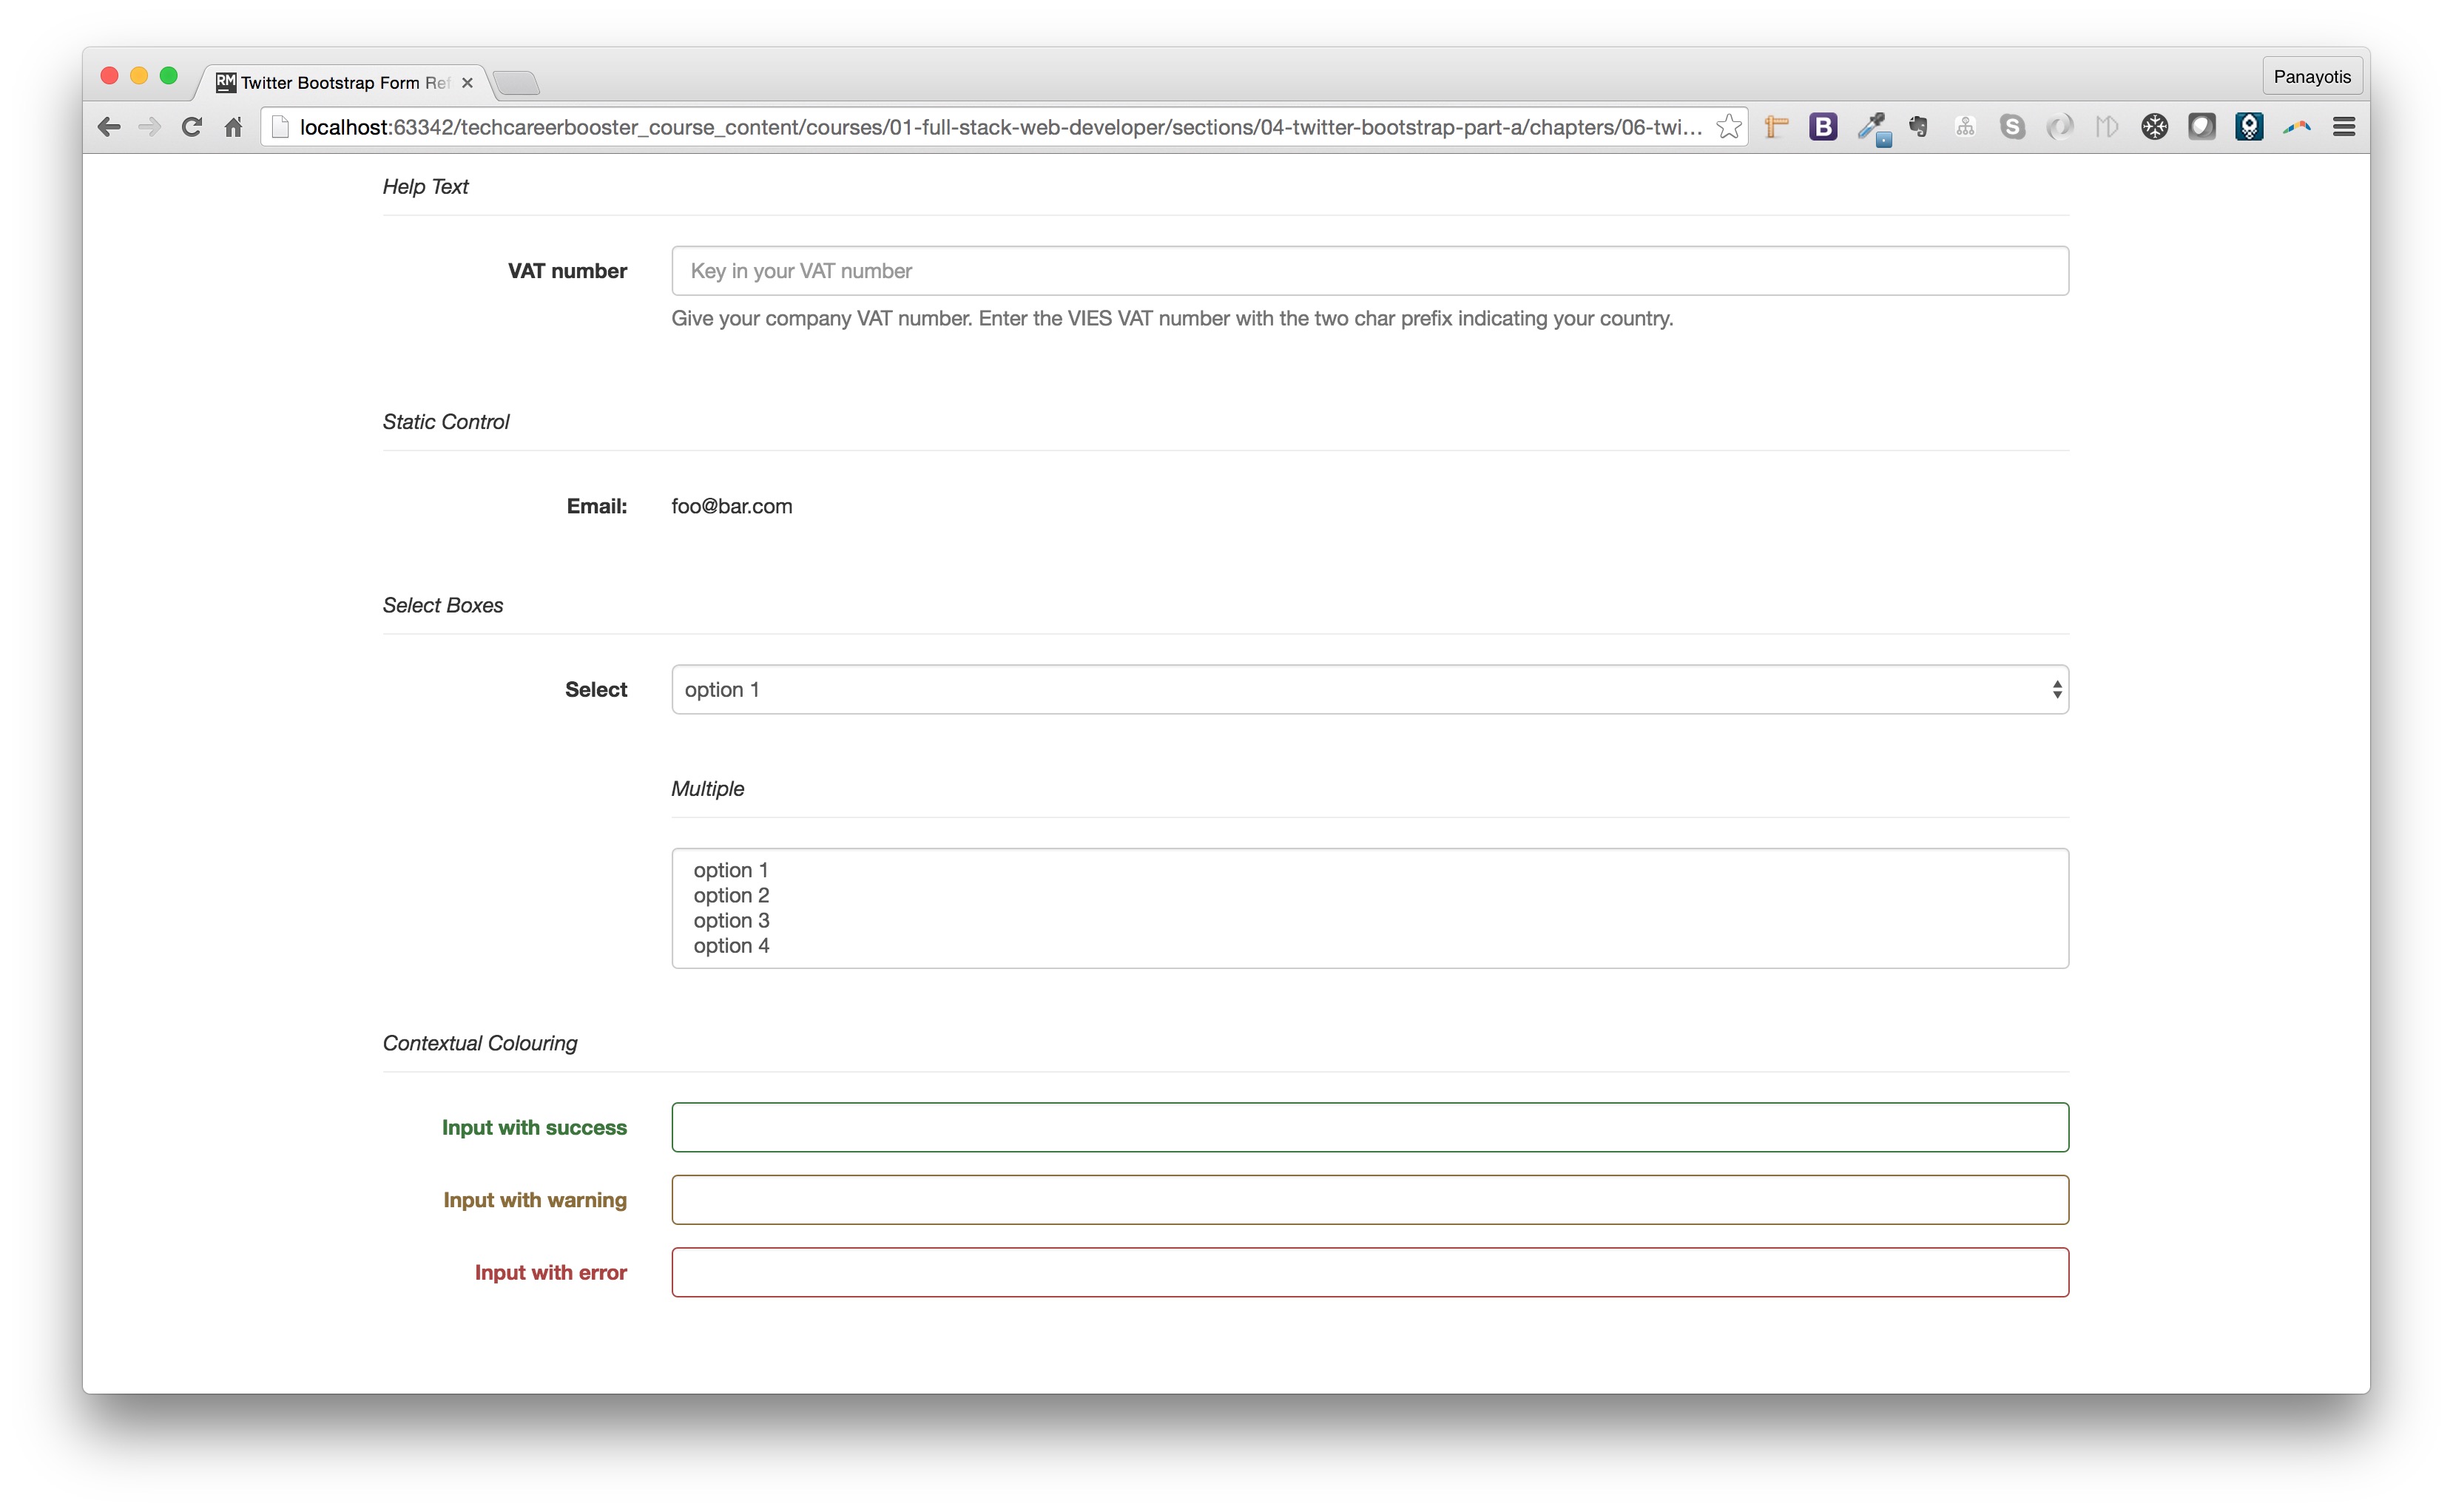 RM Twitter Bootstrap Form Ref
Panayotis
localhost:63342/techcareerbooster_course_content/courses/01-full-stack-web-developer/sections/04-twitter-bootstrap-part-a/chapters/06-twi...
Help Text
VAT number Key in your VAT number
Give your company VAT number. Enter the VIES VAT number with the two char prefix indicating your country.
Static Control
Email: foo@bar.com
Select Boxes
Select option 1
Multiple
option 1
option 2
option 3
option 4
Contextual Colouring
Input with success
Input with warning
Input with error